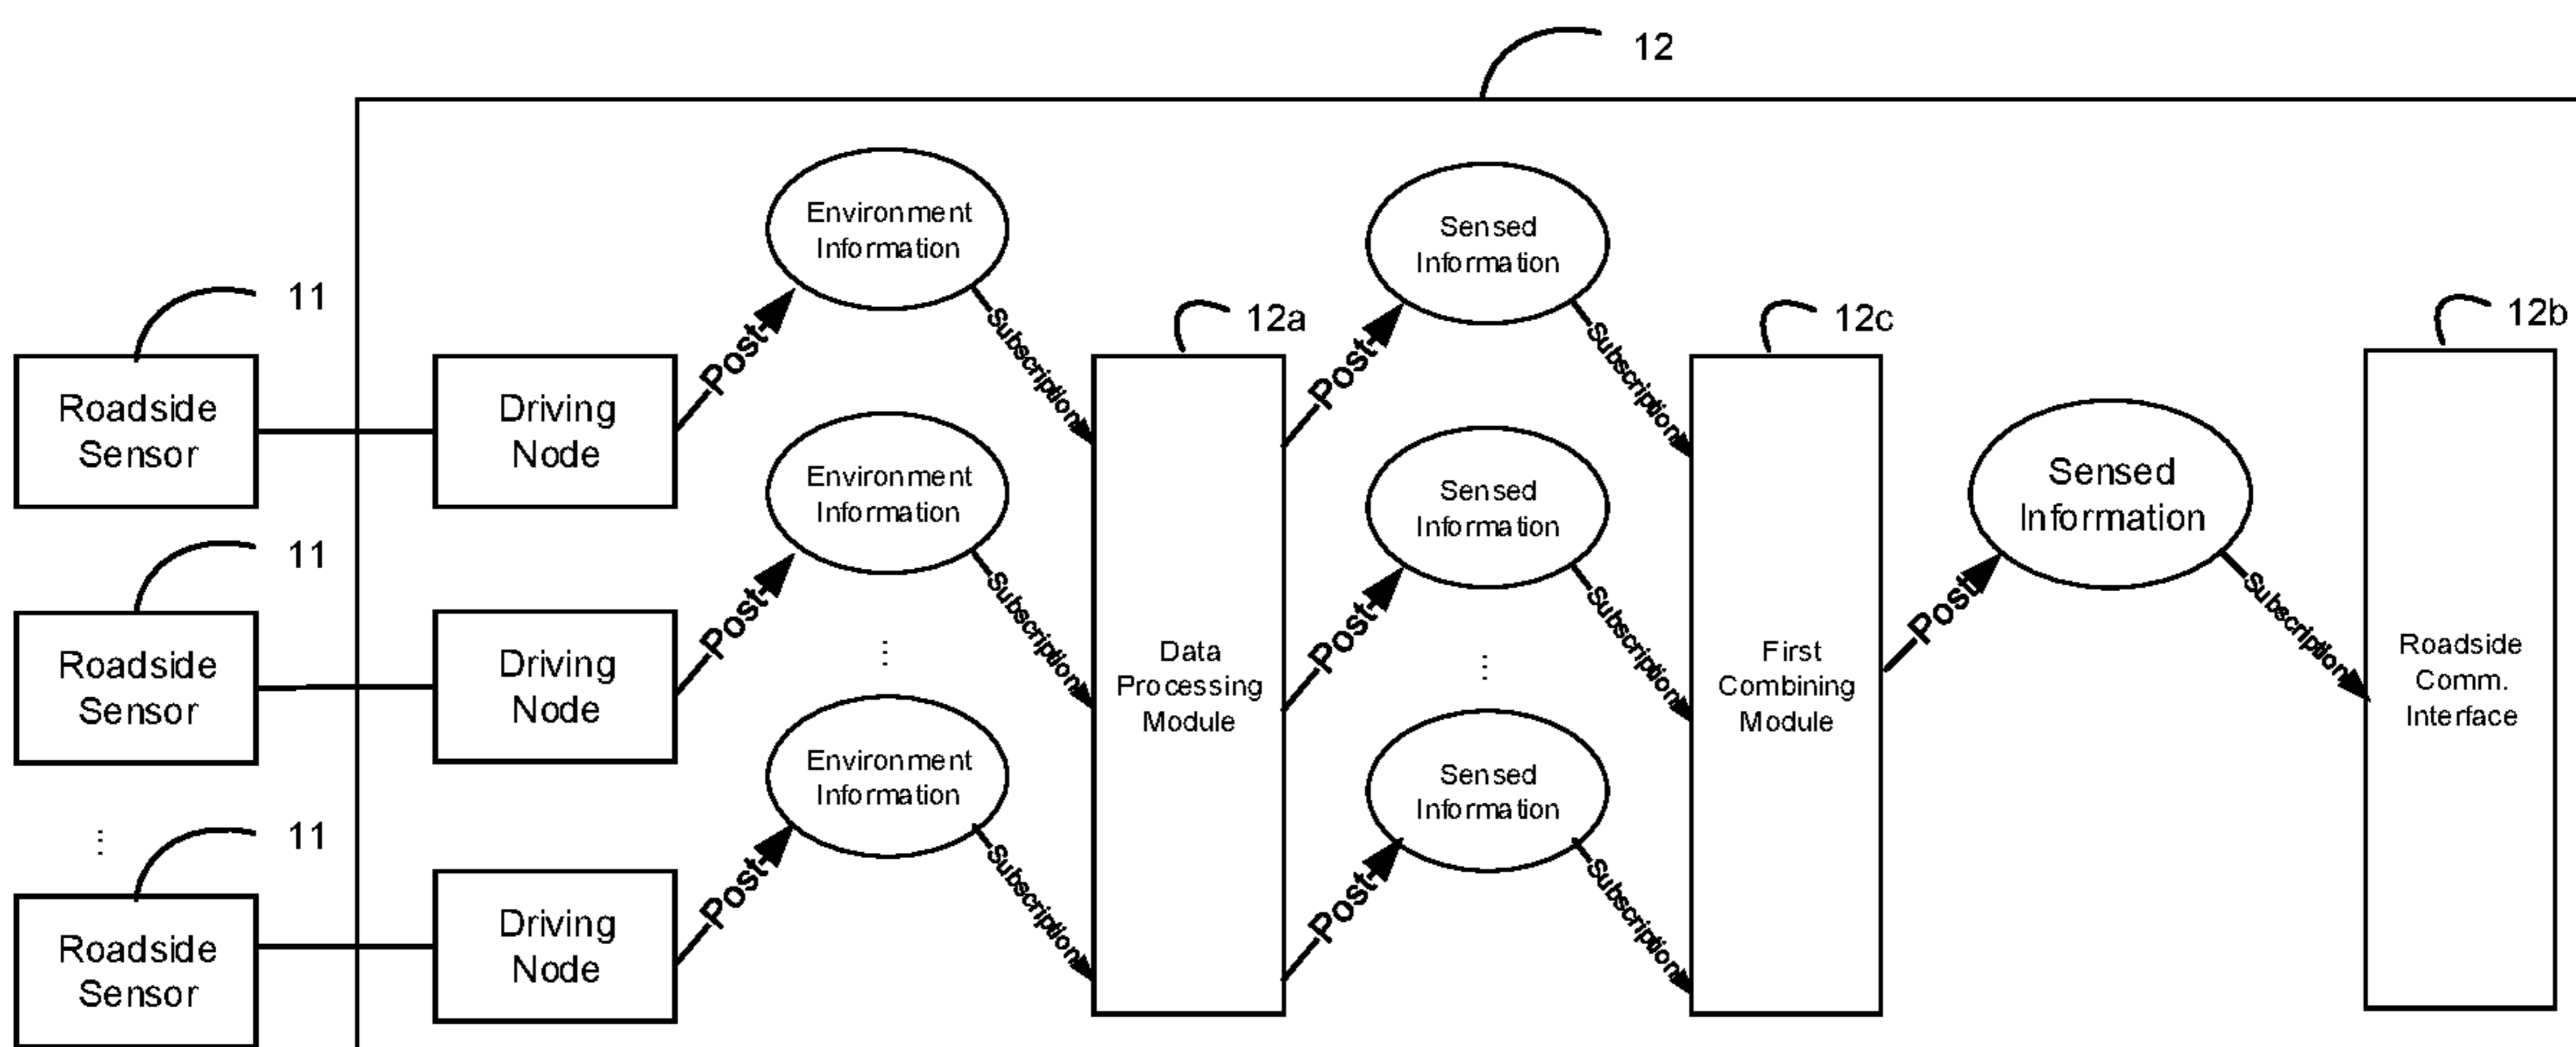 12
11
Roadside
Sensor
Driving
Node
Post
Environment
Information
Subscription
12a
Post
Sensed
Information
Subscription
12c
12b
11
Roadside
Sensor
Driving
Node
Post
Environment
Information
Subscription
⋮
Data
Processing
Module
Post
Sensed
Information
Subscription
⋮
First
Combining
Module
Post
Sensed
Information
Subscription
Roadside
Comm.
Interface
⋮
11
Roadside
Sensor
Driving
Node
Post
Environment
Information
Subscription
Post
Sensed
Information
Subscription